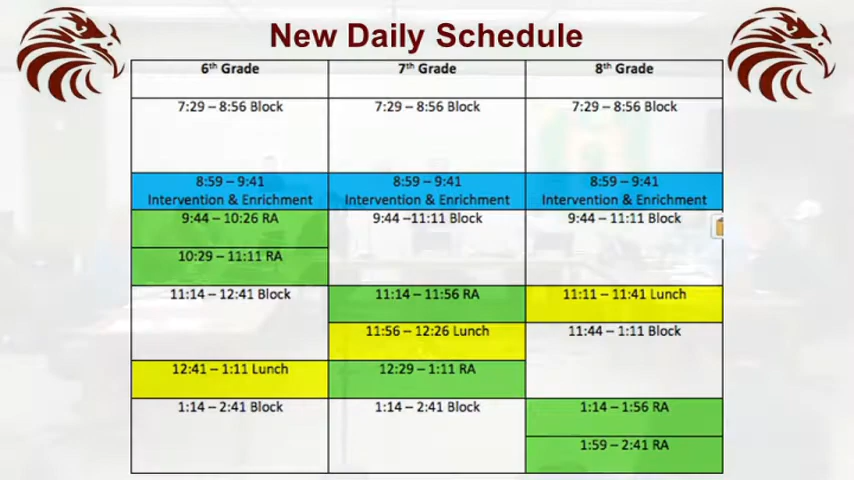 New Daily Schedule
6th Grade
7th Grade
8th Grade
7:29 – 8:56 Block
7:29 – 8:56 Block
7:29 – 8:56 Block
8:59 – 9:41
Intervention & Enrichment
8:59 – 9:41
Intervention & Enrichment
8:59 – 9:41
Intervention & Enrichment
9:44 – 10:26 RA
9:44 –11:11 Block
9:44 – 11:11 Block
10:29 – 11:11 RA
11:14 – 12:41 Block
11:14 – 11:56 RA
11:11 – 11:41 Lunch
11:56 – 12:26 Lunch
11:44 – 1:11 Block
12:41 – 1:11 Lunch
12:29 – 1:11 RA
1:14 – 2:41 Block
1:14 – 2:41 Block
1:14 – 1:56 RA
1:59 – 2:41 RA